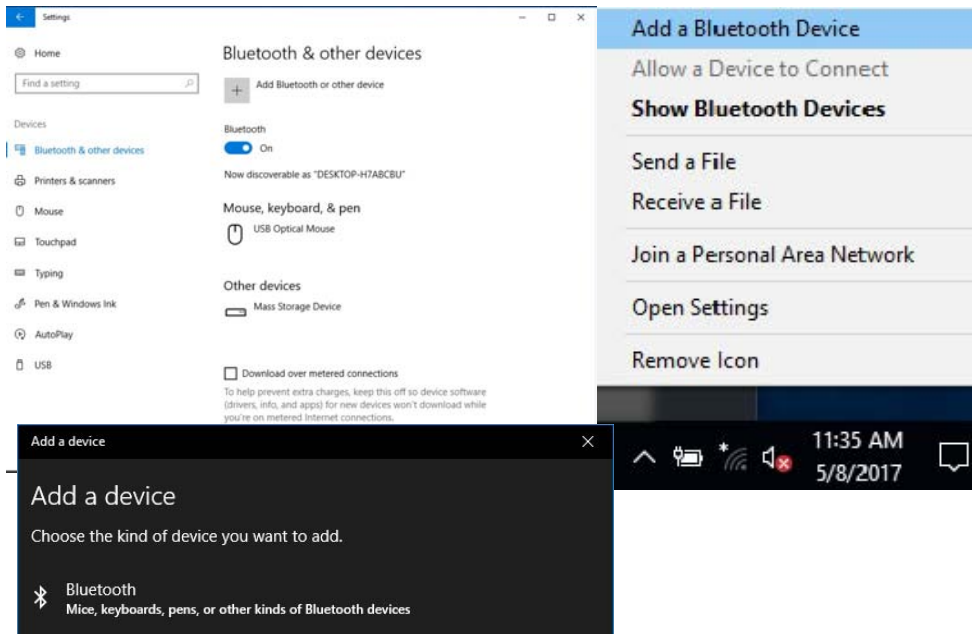 Settings
Home
Find a setting
Devices
Bluetooth & other devices
Printers & scanners
Mouse
Touchpad
Typing
Pen & Windows Ink
AutoPlay
USB
Bluetooth & other devices
Add Bluetooth or other device
Bluetooth
On
Now discoverable as "DESKTOP-H7ABCBU"
Mouse, keyboard, & pen
USB Optical Mouse
Other devices
Mass Storage Device
Download over metered connections
To help prevent extra charges, keep this off so device software
(drivers, info, and apps) for new devices won't download while
you're on metered Internet connections.
Add a Bluetooth Device
Allow a Device to Connect
Show Bluetooth Devices
Send a File
Receive a File
Join a Personal Area Network
Open Settings
Remove Icon
11:35 AM
5/8/2017
Add a device
Add a device
Choose the kind of device you want to add.
Bluetooth
Mice, keyboards, pens, or other kinds of Bluetooth devices